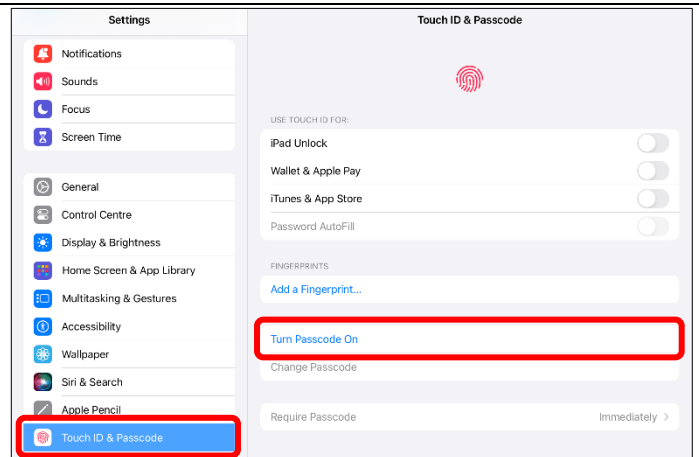 Settings
Notifications
Sounds
Focus
Screen Time
General
Control Centre
Display & Brightness
Home Screen & App Library
Multitasking & Gestures
Accessibility
Wallpaper
Siri & Search
Apple Pencil
Touch ID & Passcode
Touch ID & Passcode
USE TOUCH ID FOR:
iPad Unlock
Wallet & Apple Pay
iTunes & App Store
Password AutoFill
FINGERPRINTS
Add a Fingerprint...
Turn Passcode On
Change Passcode
Require Passcode Immediately